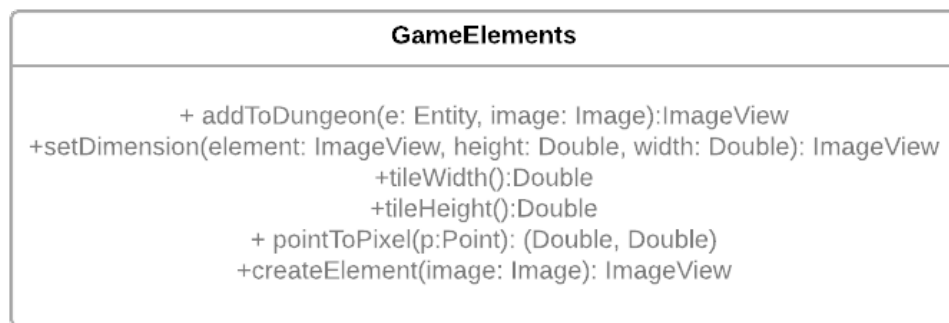 GameElements
+ addToDungeon(e: Entity, image: Image):ImageView
+setDimension(element: ImageView, height: Double, width: Double): ImageView
+tileWidth():Double
+tileHeight():Double
+ pointToPixel(p:Point): (Double, Double)
+createElement(image: Image): ImageView